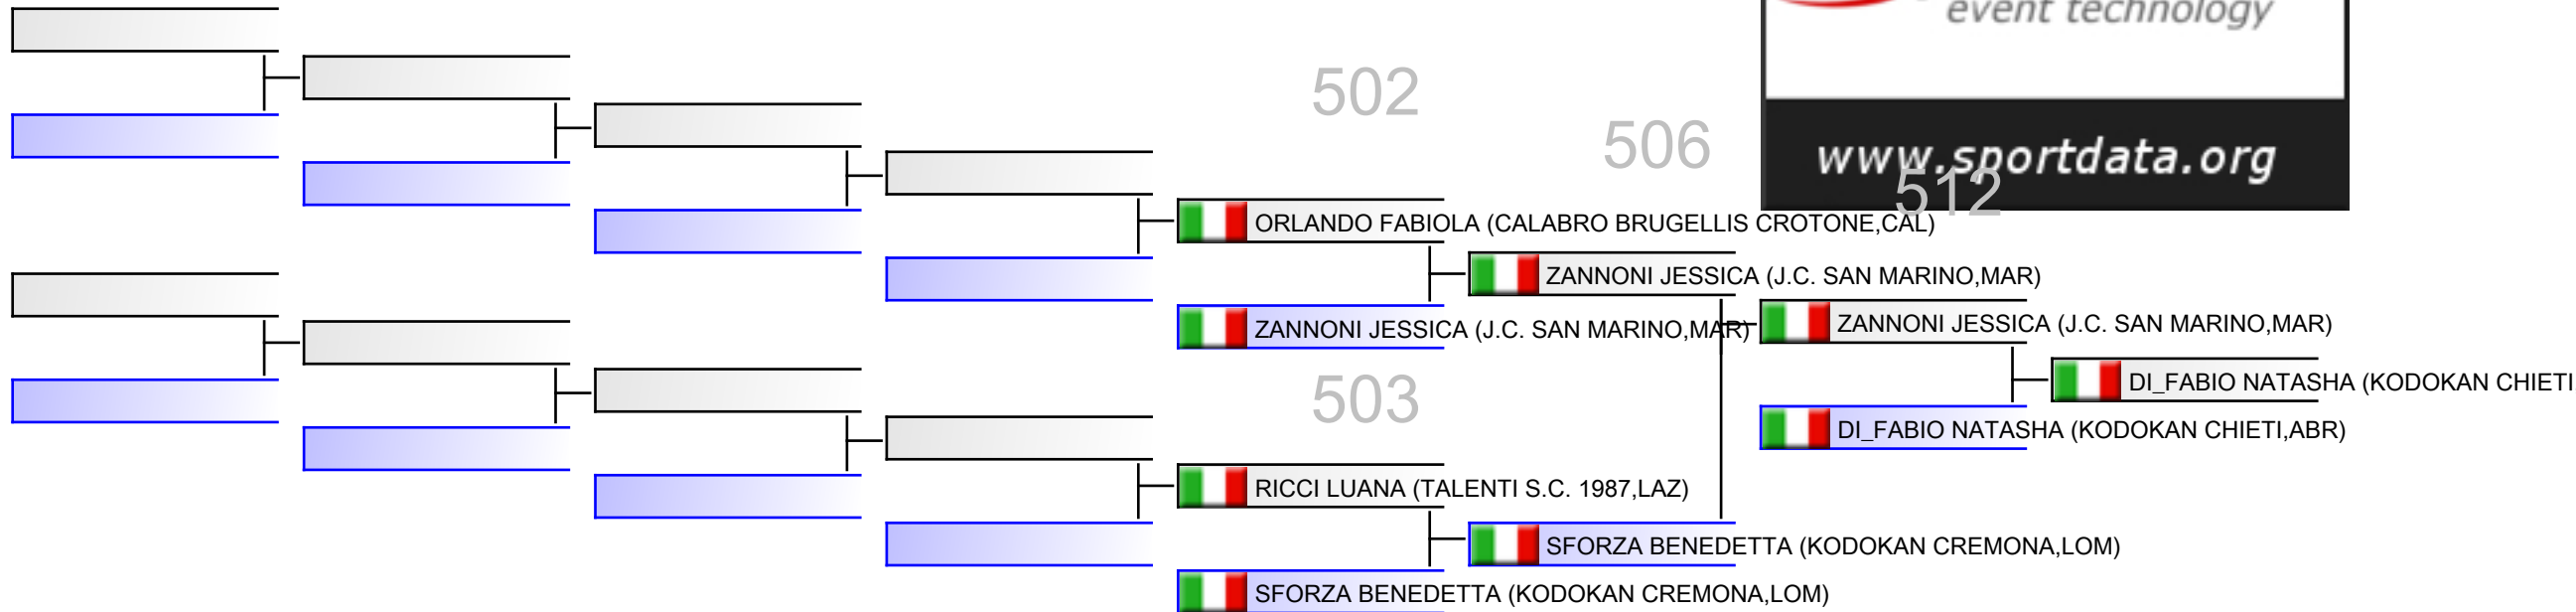 event technology
502
506
www.sportdata.org
512
ORLANDO FABIOLA (CALABRO BRUGELLIS CROTONE,CAL)
ZANNONI JESSICA (J.C. SAN MARINO,MAR)
ZANNONI JESSICA (J.C. SAN MARINO,MAR)
ZANNONI JESSICA (J.C. SAN MARINO,MAR)
DI_FABIO NATASHA (KODOKAN CHIETI
503
DI_FABIO NATASHA (KODOKAN CHIETI,ABR)
RICCI LUANA (TALENTI S.C. 1987,LAZ)
SFORZA BENEDETTA (KODOKAN CREMONA,LOM)
SFORZA BENEDETTA (KODOKAN CREMONA,LOM)